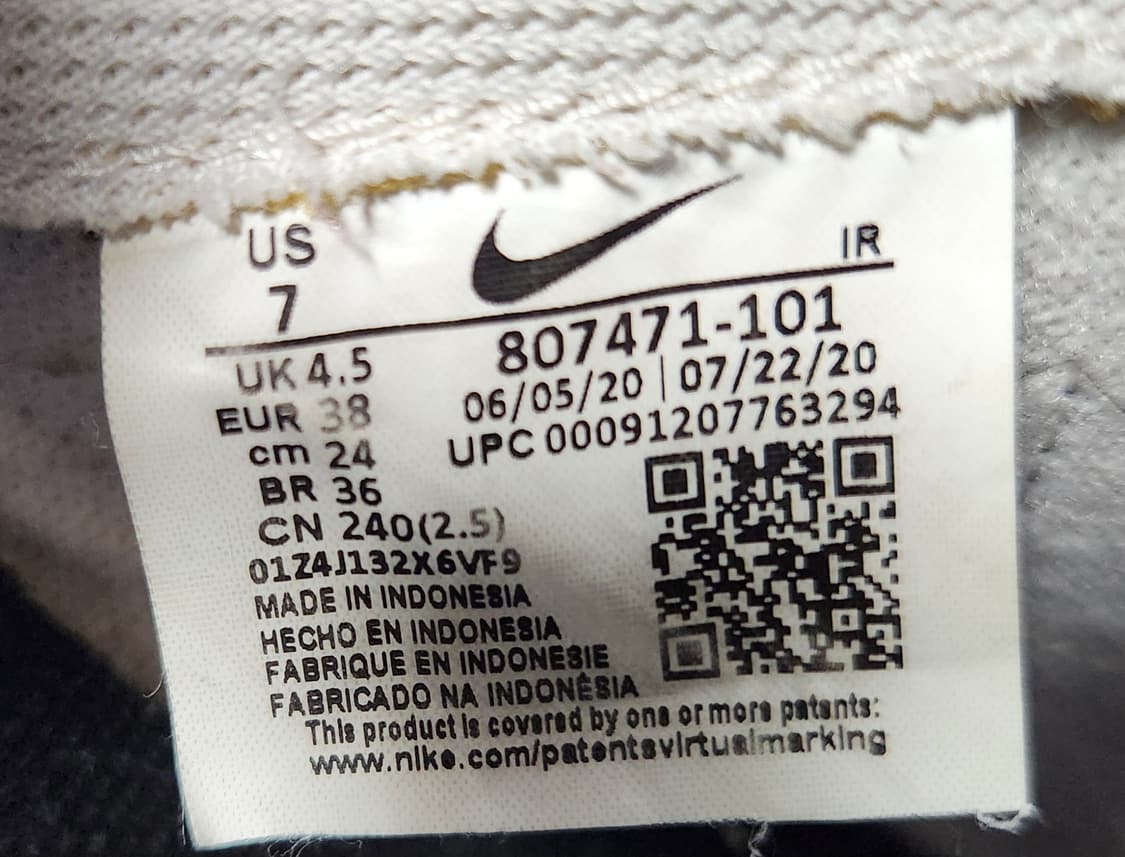 US
7
IR
807471-101
06/05/20 | 07/22/20
UPC 00091207763294
UK 4.5
EUR 38
cm 24
BR 36
CN 240(2.5)
01Z4J132X6VF9
MADE IN INDONESIA
HECHO EN INDONESIA
FABRIQUE EN INDONESIE
FABRICADO NA INDONÉSIA
This product is covered by one or more patents:
www.nike.com/patentsvirtualmarking